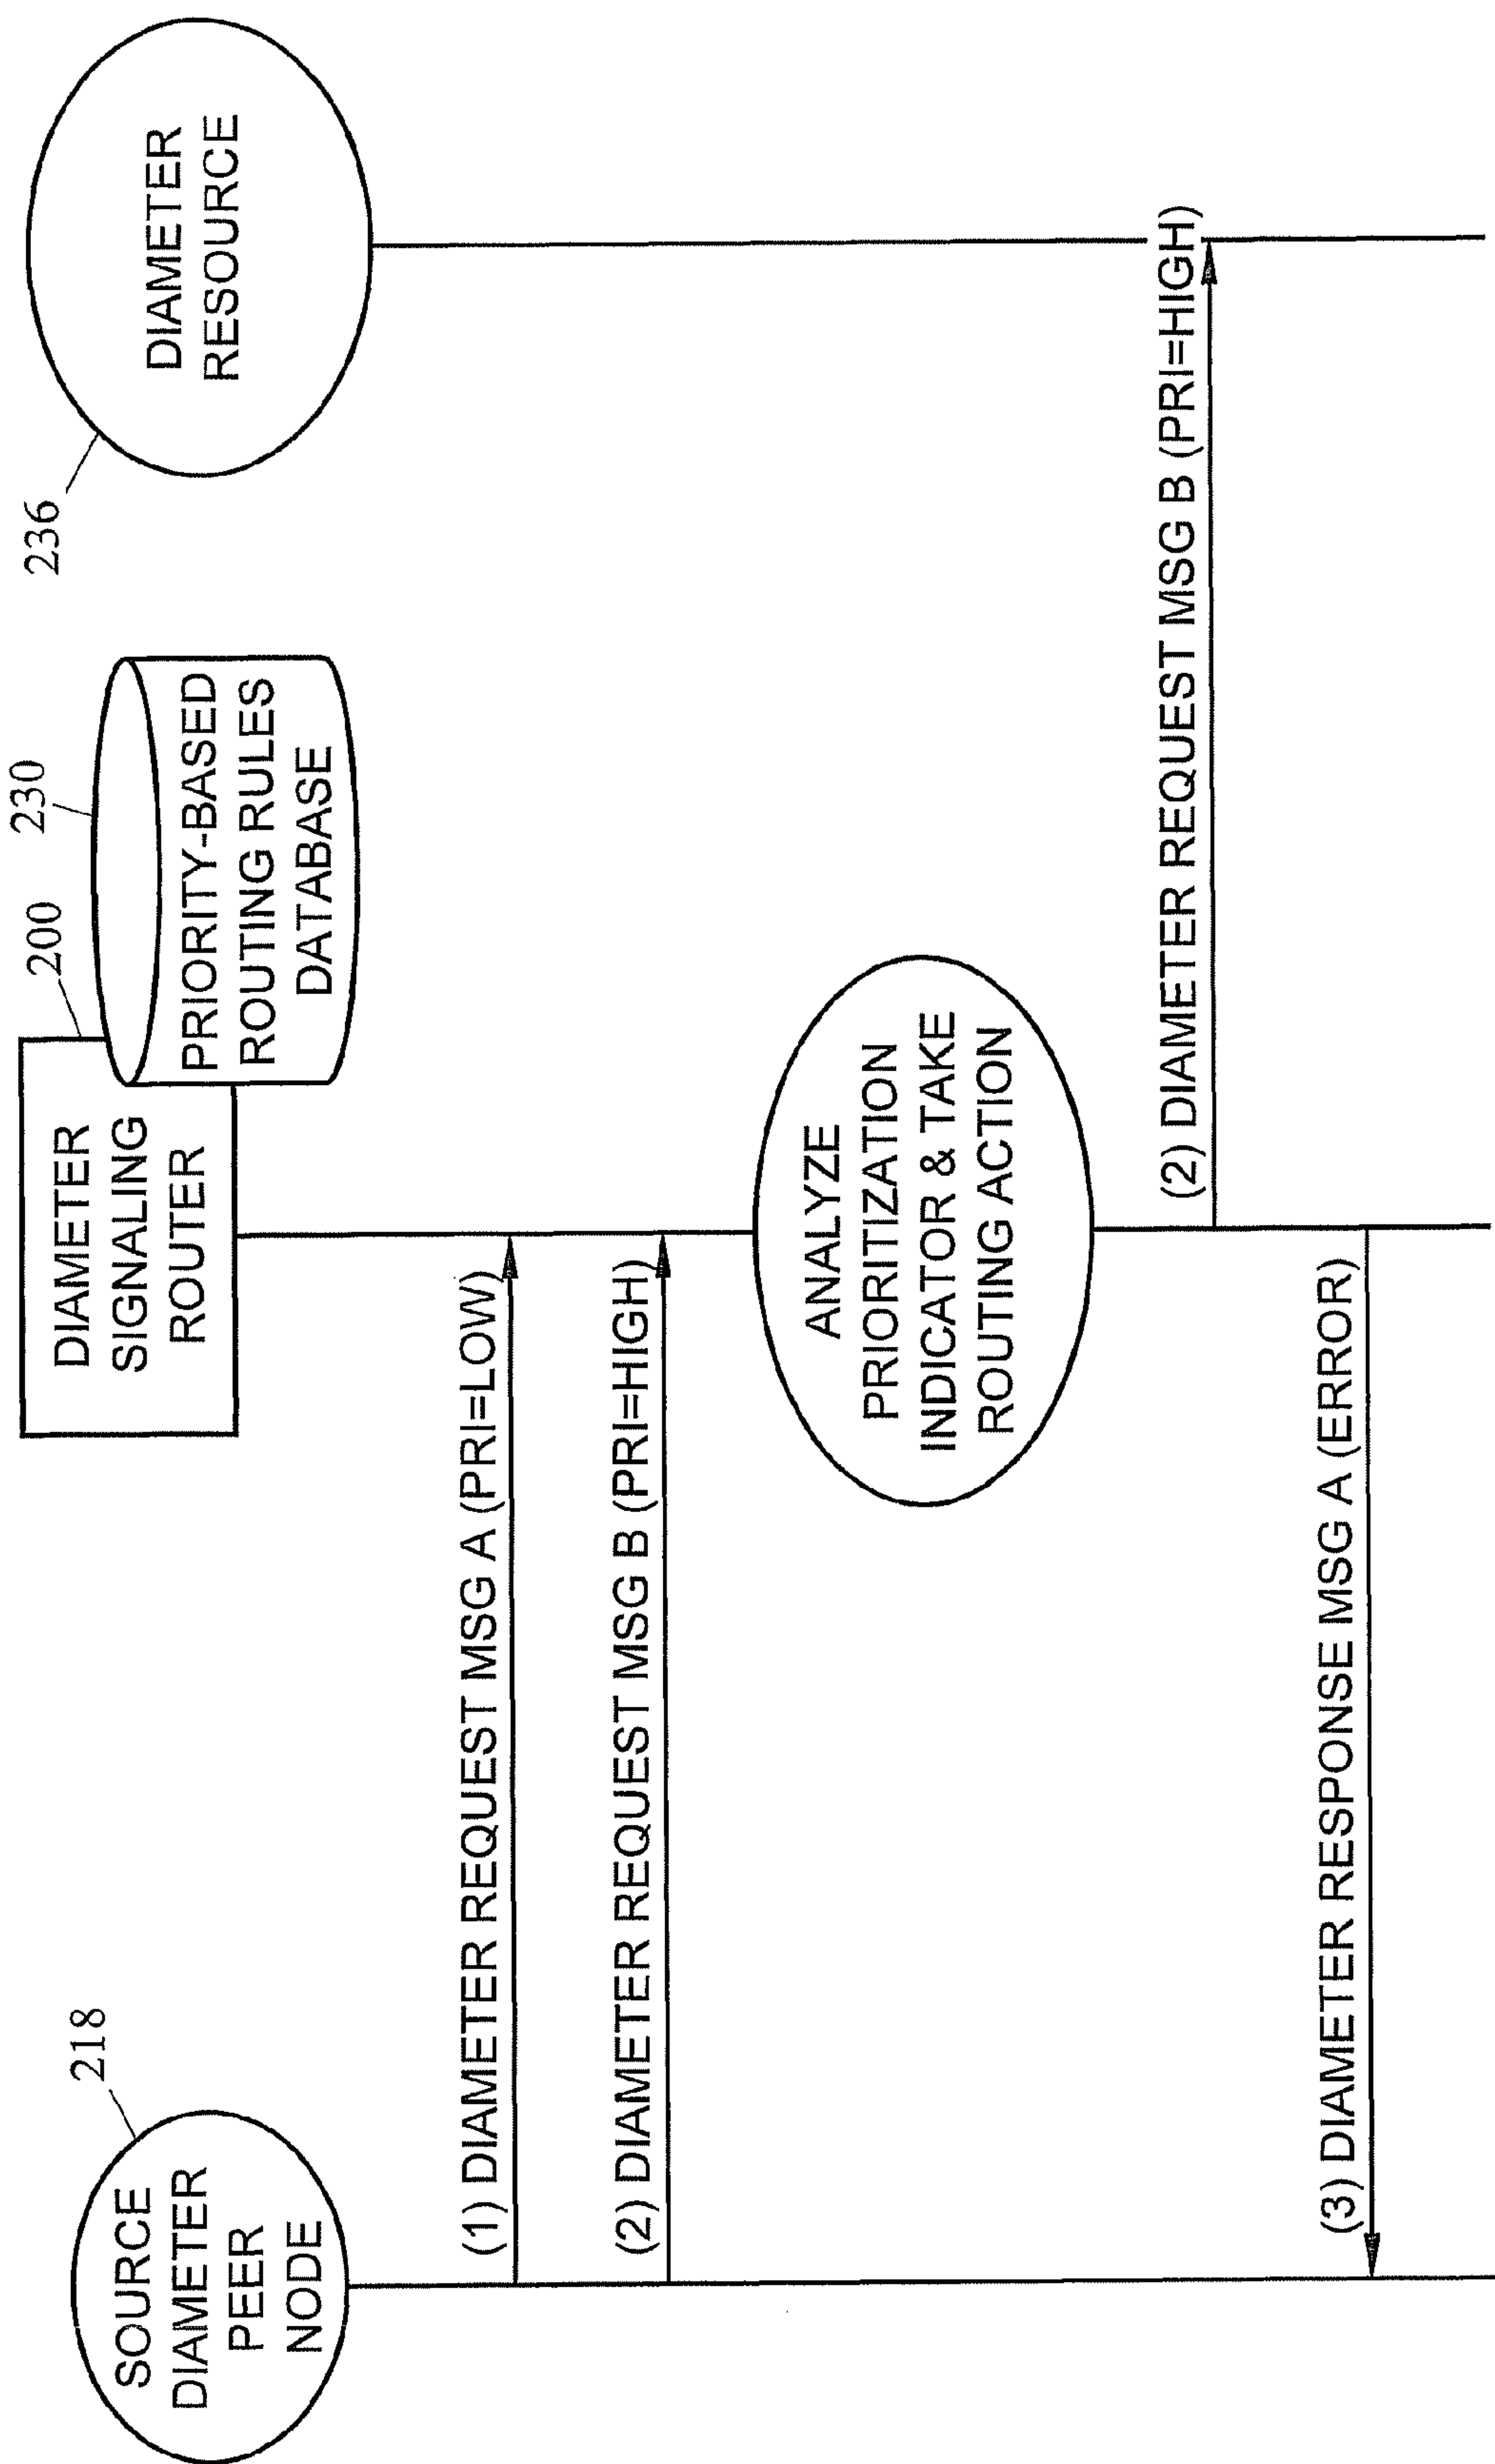 SOURCE
DIAMETER
PEER
NODE
218
DIAMETER
SIGNALING
ROUTER
200
230
PRIORITY-BASED
ROUTING RULES
DATABASE
236
DIAMETER
RESOURCE
(1) DIAMETER REQUEST MSG A (PRI=LOW)
(2) DIAMETER REQUEST MSG B (PRI=HIGH)
ANALYZE
PRIORITIZATION
INDICATOR & TAKE
ROUTING ACTION
(2) DIAMETER REQUEST MSG B (PRI=HIGH)
(3) DIAMETER RESPONSE MSG A (ERROR)